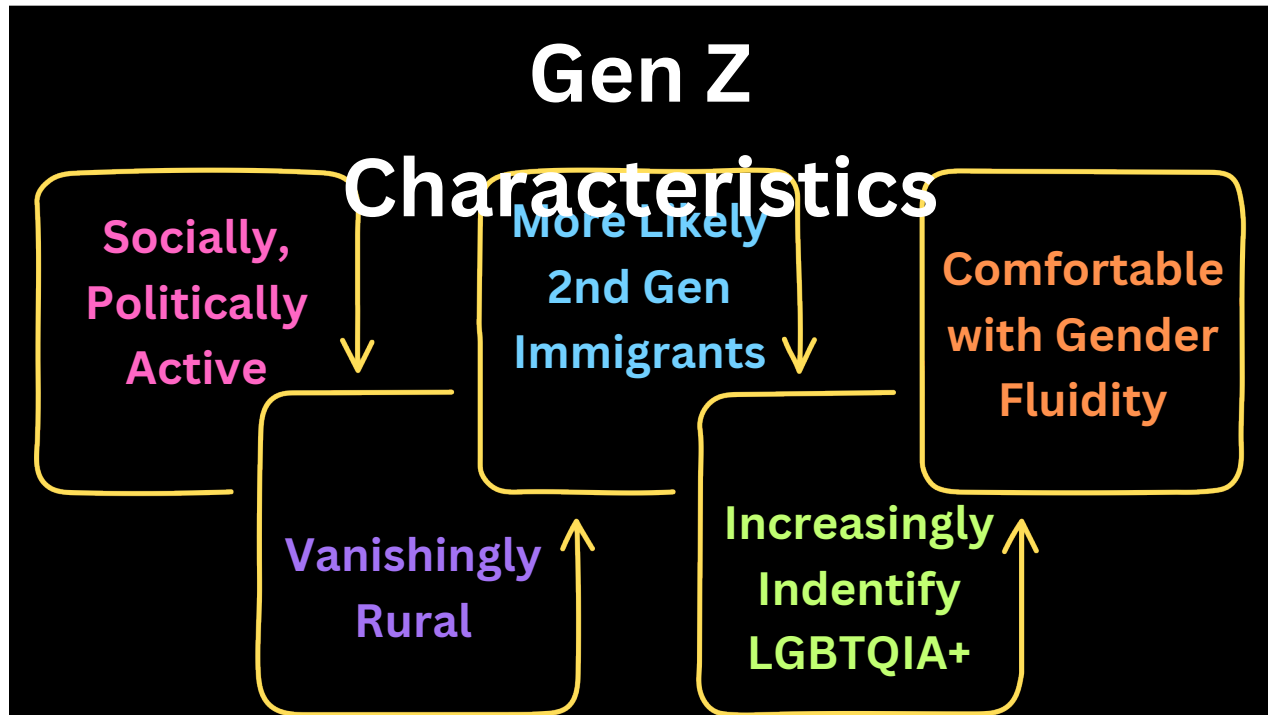 Gen Z
Characteristics
Socially,
Politically
Active
Vanishingly
Rural
More Likely
2nd Gen
Immigrants
Increasingly
Indentify
LGBTQIA+
Comfortable
with Gender
Fluidity